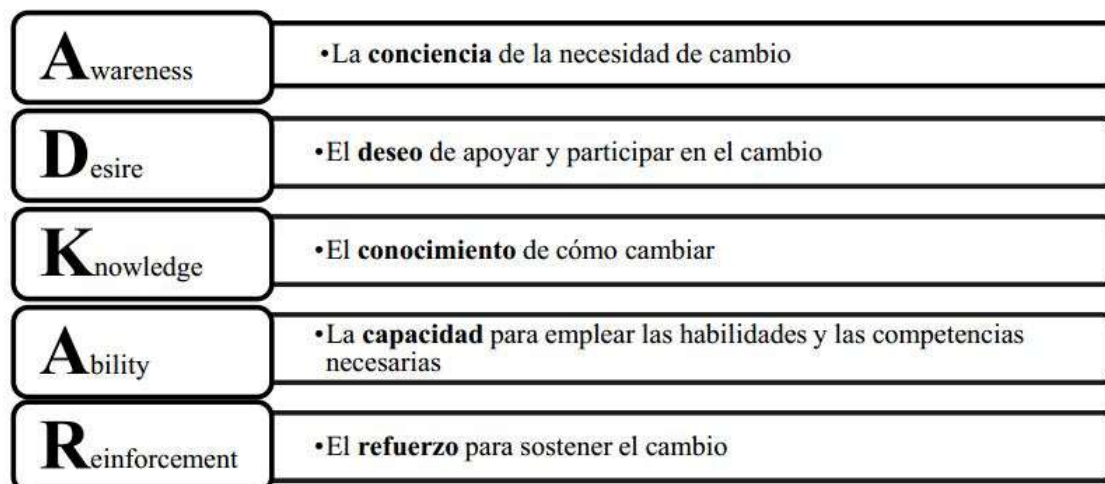 Awareness
•La conciencia de la necesidad de cambio
Desire
•El deseo de apoyar y participar en el cambio
Knowledge
•El conocimiento de cómo cambiar
Ability
•La capacidad para emplear las habilidades y las competencias
necesarias
Reinforcement
•El refuerzo para sostener el cambio